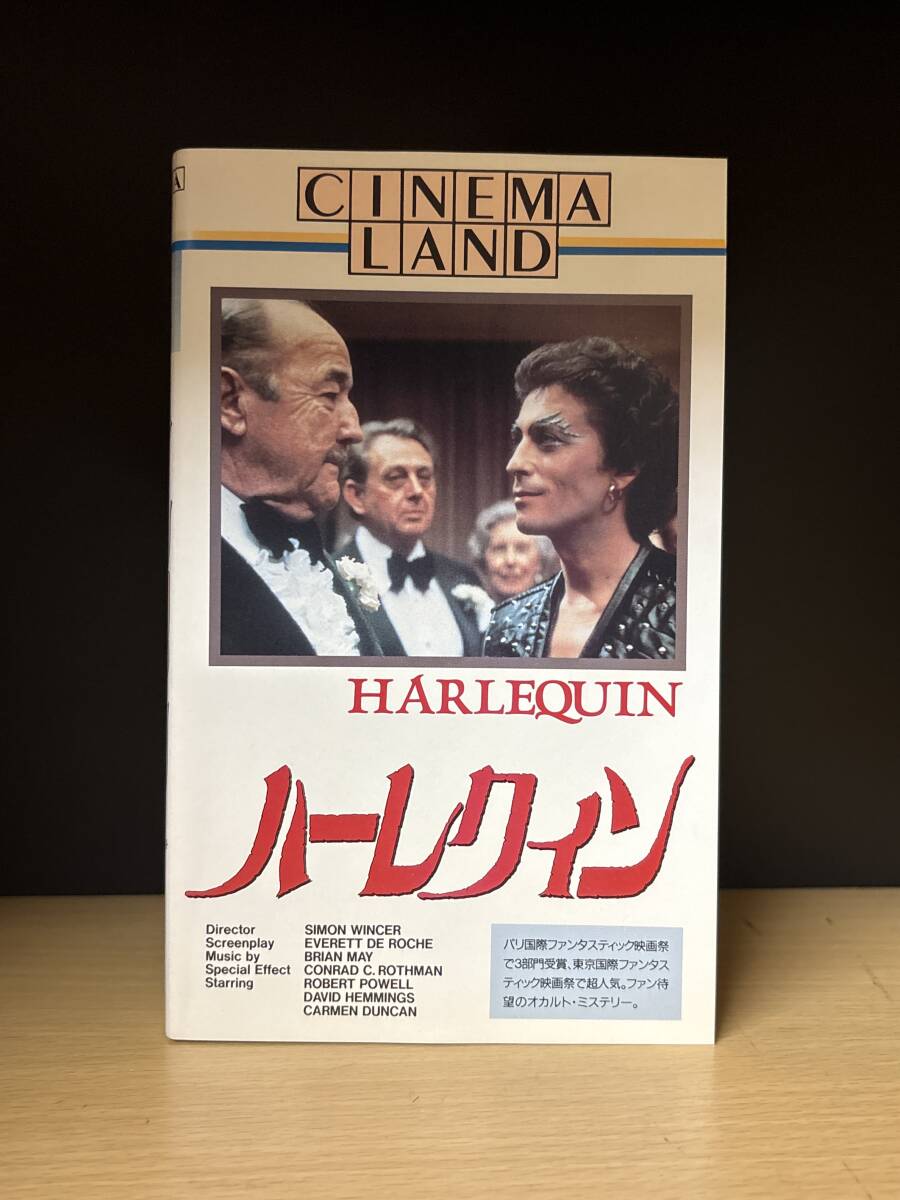 CINEMA
LAND
HARLEQUIN
ハーレクィン
Director SIMON WINCER
Screenplay EVERETT DE ROCHE
Music by BRIAN MAY
Special Effect CONRAD C. ROTHMAN
Starring ROBERT POWELL
DAVID HEMMINGS
CARMEN DUNCAN
パリ国際ファンタスティック映画祭
で3部門受賞、東京国際ファンタス
ティック映画祭で超人気。ファン待
望のオカルト・ミステリー。
A